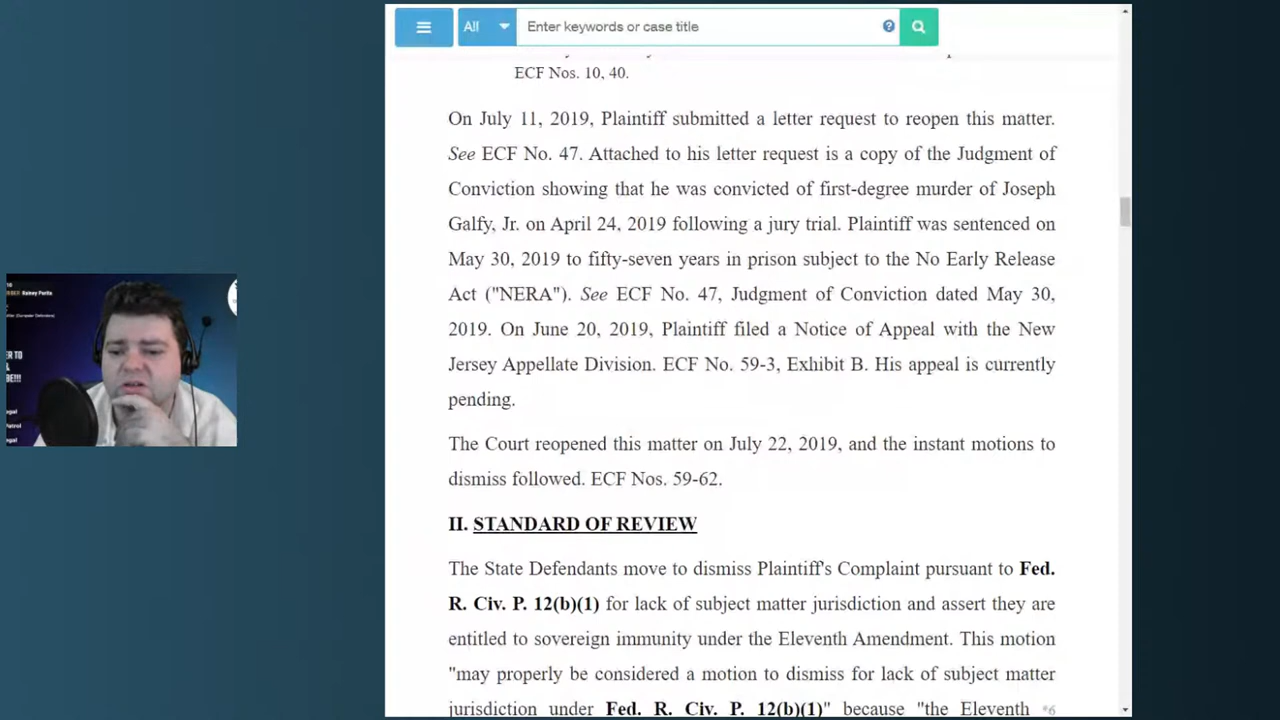 All
Enter keywords or case title
ECF Nos. 10, 40.
On July 11, 2019, Plaintiff submitted a letter request to reopen this matter.
See ECF No. 47. Attached to his letter request is a copy of the Judgment of
Conviction showing that he was convicted of first-degree murder of Joseph
Galfy, Jr. on April 24, 2019 following a jury trial. Plaintiff was sentenced on
May 30, 2019 to fifty-seven years in prison subject to the No Early Release
Act ("NERA"). See ECF No. 47, Judgment of Conviction dated May 30,
2019. On June 20, 2019, Plaintiff filed a Notice of Appeal with the New
Jersey Appellate Division. ECF No. 59-3, Exhibit B. His appeal is currently
pending.
The Court reopened this matter on July 22, 2019, and the instant motions to
dismiss followed. ECF Nos. 59-62.
II. STANDARD OF REVIEW
The State Defendants move to dismiss Plaintiff's Complaint pursuant to Fed.
R. Civ. P. 12(b)(1) for lack of subject matter jurisdiction and assert they are
entitled to sovereign immunity under the Eleventh Amendment. This motion
"may properly be considered a motion to dismiss for lack of subject matter
jurisdiction under Fed. R. Civ. P. 12(b)(1)" because "the Eleventh *6